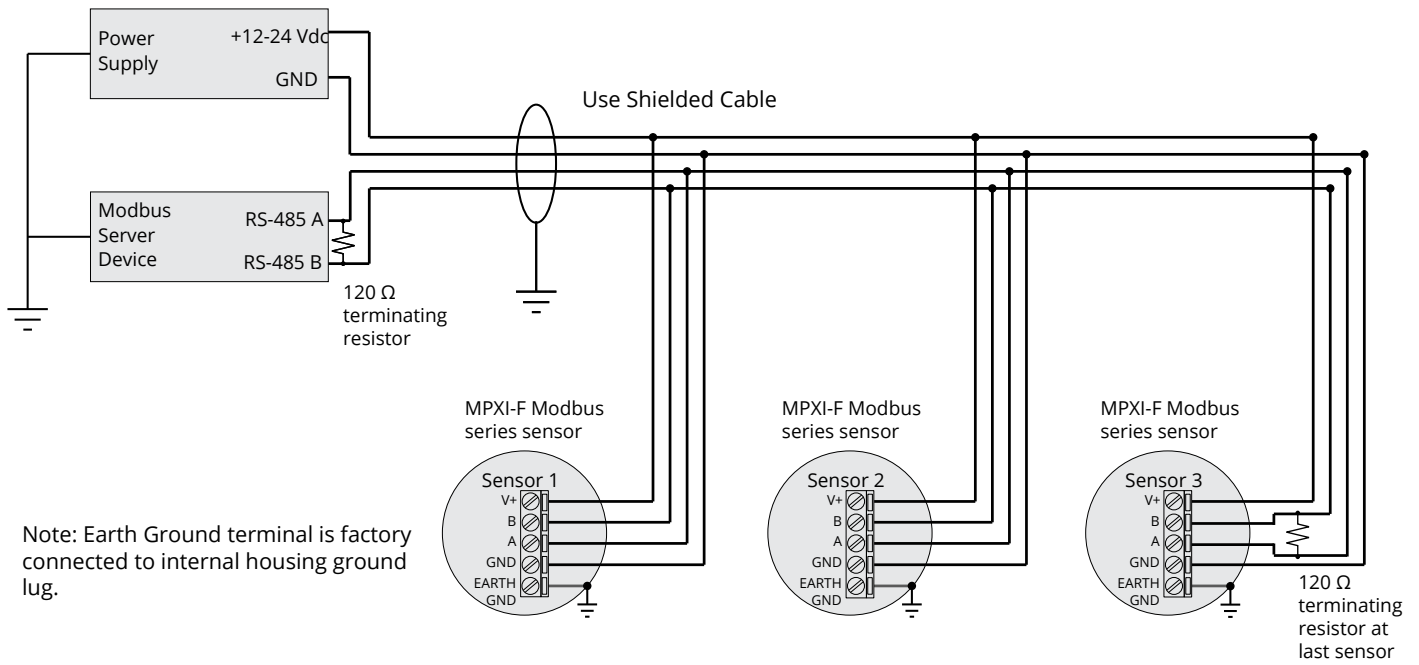 Power
Supply
+12-24 Vdc
GND
Use Shielded Cable
Modbus
Server
Device
RS-485 A
RS-485 B
120 Ω
terminating
resistor
MPXI-F Modbus
series sensor
Sensor 1
V+
B
A
GND
EARTH
GND
MPXI-F Modbus
series sensor
Sensor 2
V+
B
A
GND
EARTH
GND
MPXI-F Modbus
series sensor
Sensor 3
V+
B
A
GND
EARTH
GND
120 Ω
terminating
resistor at
last sensor
Note: Earth Ground terminal is factory
connected to internal housing ground
lug.